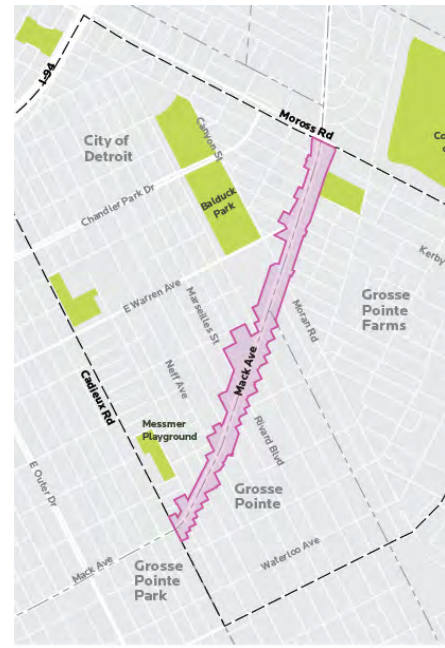 I-94
Moross Rd
City of
Detroit
Canyon St
Co
Chandler Park Dr
Balduck
Park
Kerby
E Warren Ave
Marseilles St
Moran Rd
Grosse
Pointe
Farms
Mack Ave
Neff Ave
Cadieux Rd
Messmer
Playground
Rivard Blvd
E Outer Dr
Grosse
Pointe
Waterloo Ave
Mack Ave
Grosse
Pointe
Park